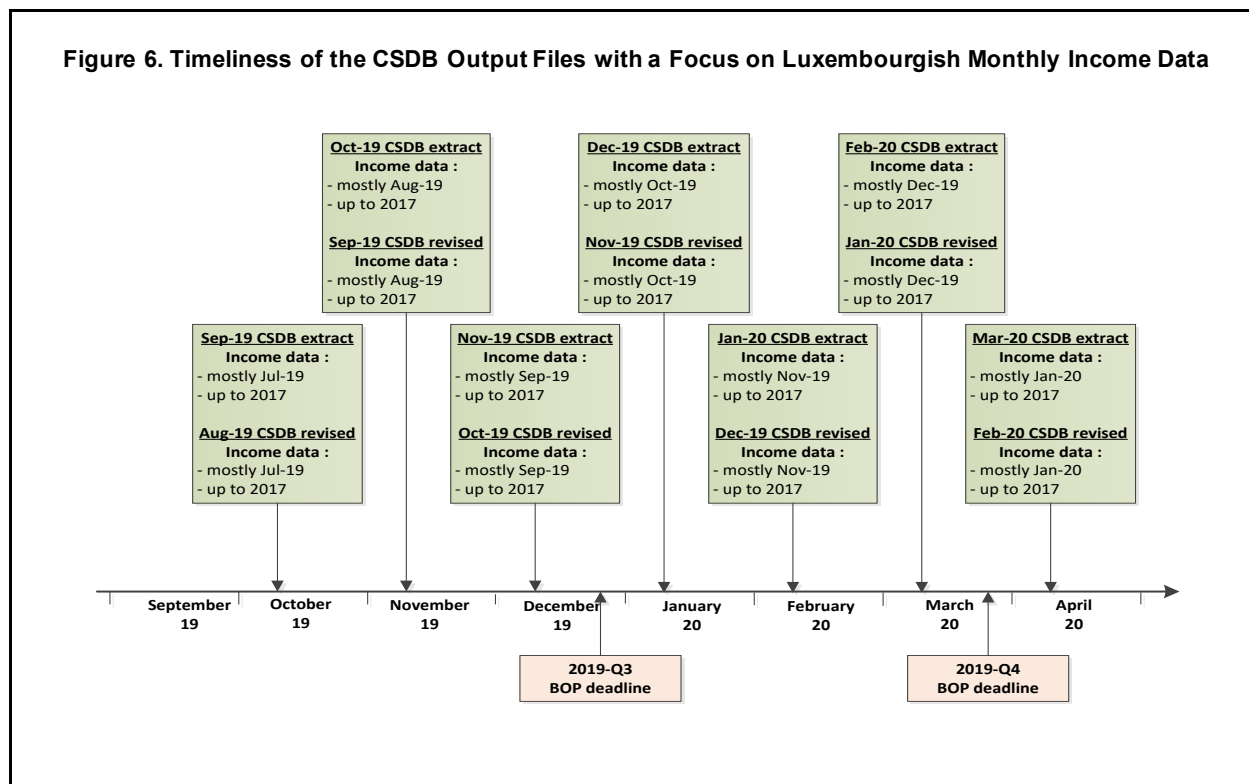 Figure 6. Timeliness of the CSDB Output Files with a Focus on Luxembourgish Monthly Income Data
Oct-19 CSDB extract
Income data :
- mostly Aug-19
- up to 2017
Sep-19 CSDB revised
Income data :
- mostly Aug-19
- up to 2017
Dec-19 CSDB extract
Income data :
- mostly Oct-19
- up to 2017
Nov-19 CSDB revised
Income data :
- mostly Oct-19
- up to 2017
Feb-20 CSDB extract
Income data :
- mostly Dec-19
- up to 2017
Jan-20 CSDB revised
Income data :
- mostly Dec-19
- up to 2017
Sep-19 CSDB extract
Income data :
- mostly Jul-19
- up to 2017
Aug-19 CSDB revised
Income data :
- mostly Jul-19
- up to 2017
Nov-19 CSDB extract
Income data :
- mostly Sep-19
- up to 2017
Oct-19 CSDB revised
Income data :
- mostly Sep-19
- up to 2017
Jan-20 CSDB extract
Income data :
- mostly Nov-19
- up to 2017
Dec-19 CSDB revised
Income data :
- mostly Nov-19
- up to 2017
Mar-20 CSDB extract
Income data :
- mostly Jan-20
- up to 2017
Feb-20 CSDB revised
Income data :
- mostly Jan-20
- up to 2017
September
19
October
19
November
19
December
19
January
20
February
20
March
20
April
20
2019-Q3
BOP deadline
2019-Q4
BOP deadline